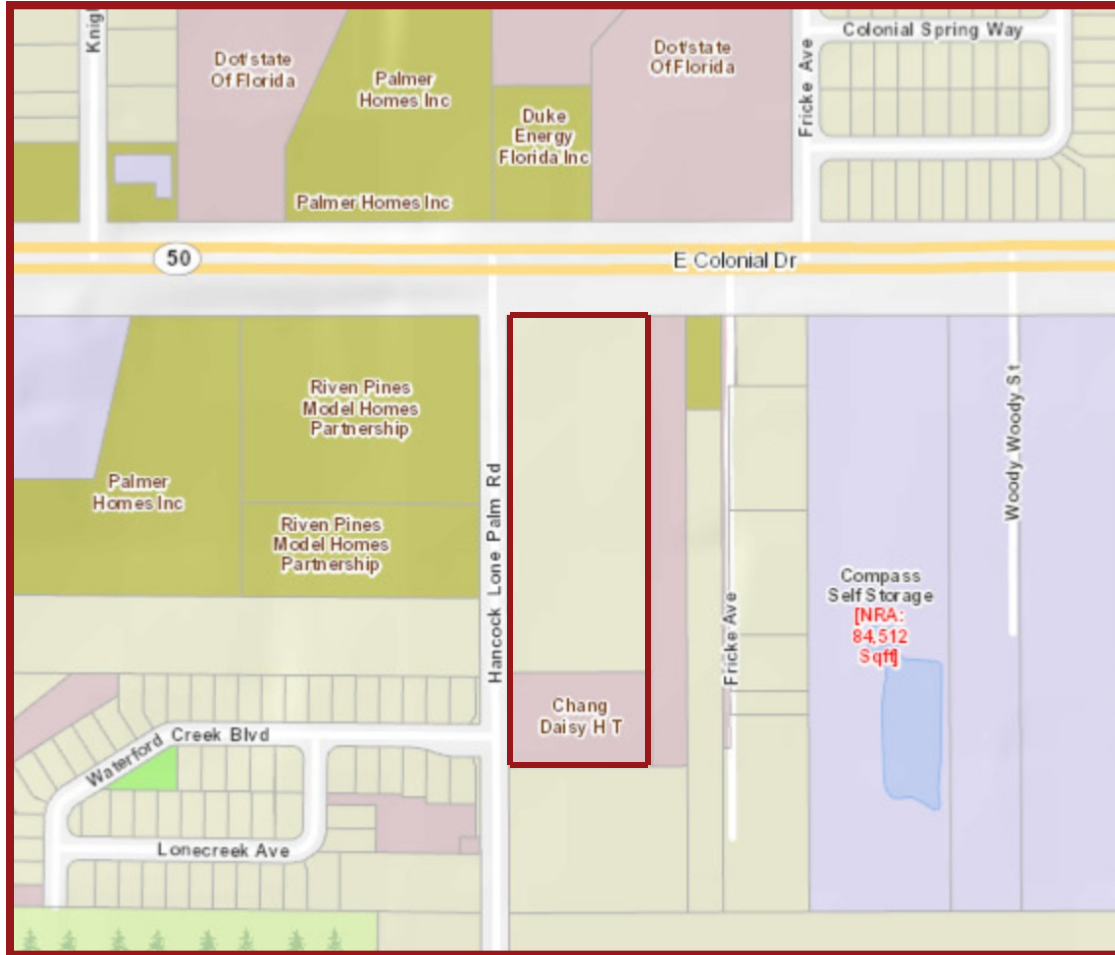 Knigh
Dot/state
Of Florida
Palmer
Homes Inc
Palmer Homes Inc
Duke
Energy
Florida Inc
Dot/state
Of Florida
Fricke Ave
Colonial Spring Way
50
E Colonial Dr
Riven Pines
Model Homes
Partnership
Palmer
Homes Inc
Riven Pines
Model Homes
Partnership
Hancock Lone Palm Rd
Chang
Daisy H T
Fricke Ave
Compass
Self Storage
[NRA:
84,512
Sqft]
Woody Woody St
Waterford Creek Blvd
Lonecreek Ave